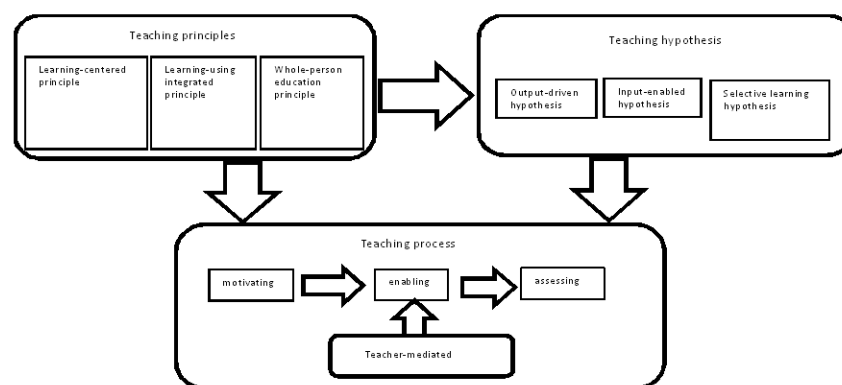 Teaching principles
Learning-centered
principle
Learning-using
integrated
principle
Whole-person
education
principle
Teaching hypothesis
Output-driven
hypothesis
Input-enabled
hypothesis
Selective learning
hypothesis
Teaching process
motivating
enabling
assessing
Teacher-mediated